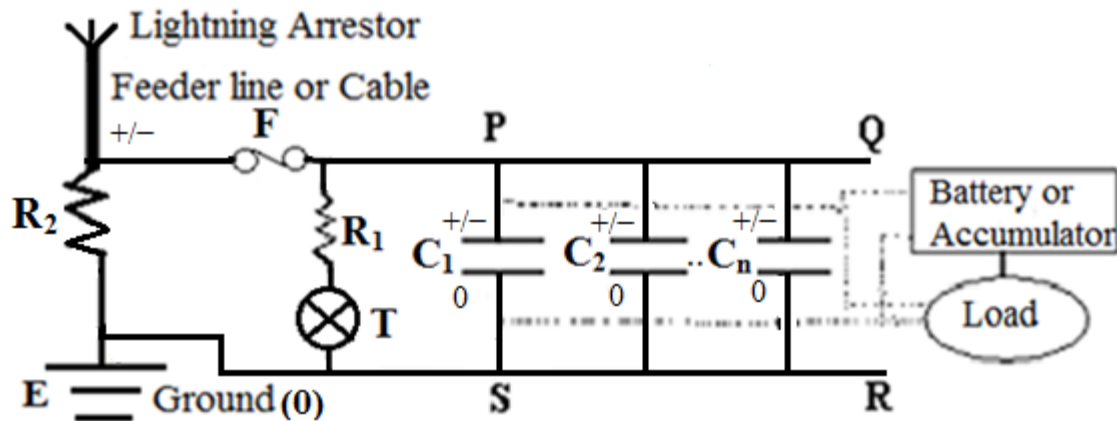 Lightning Arrestor
Feeder line or Cable
+/− F P Q
R2
R1
+/− +/− +/−
C1 C2 .. Cn
0 0 0
T
Battery or
Accumulator
Load
E Ground (0) S R